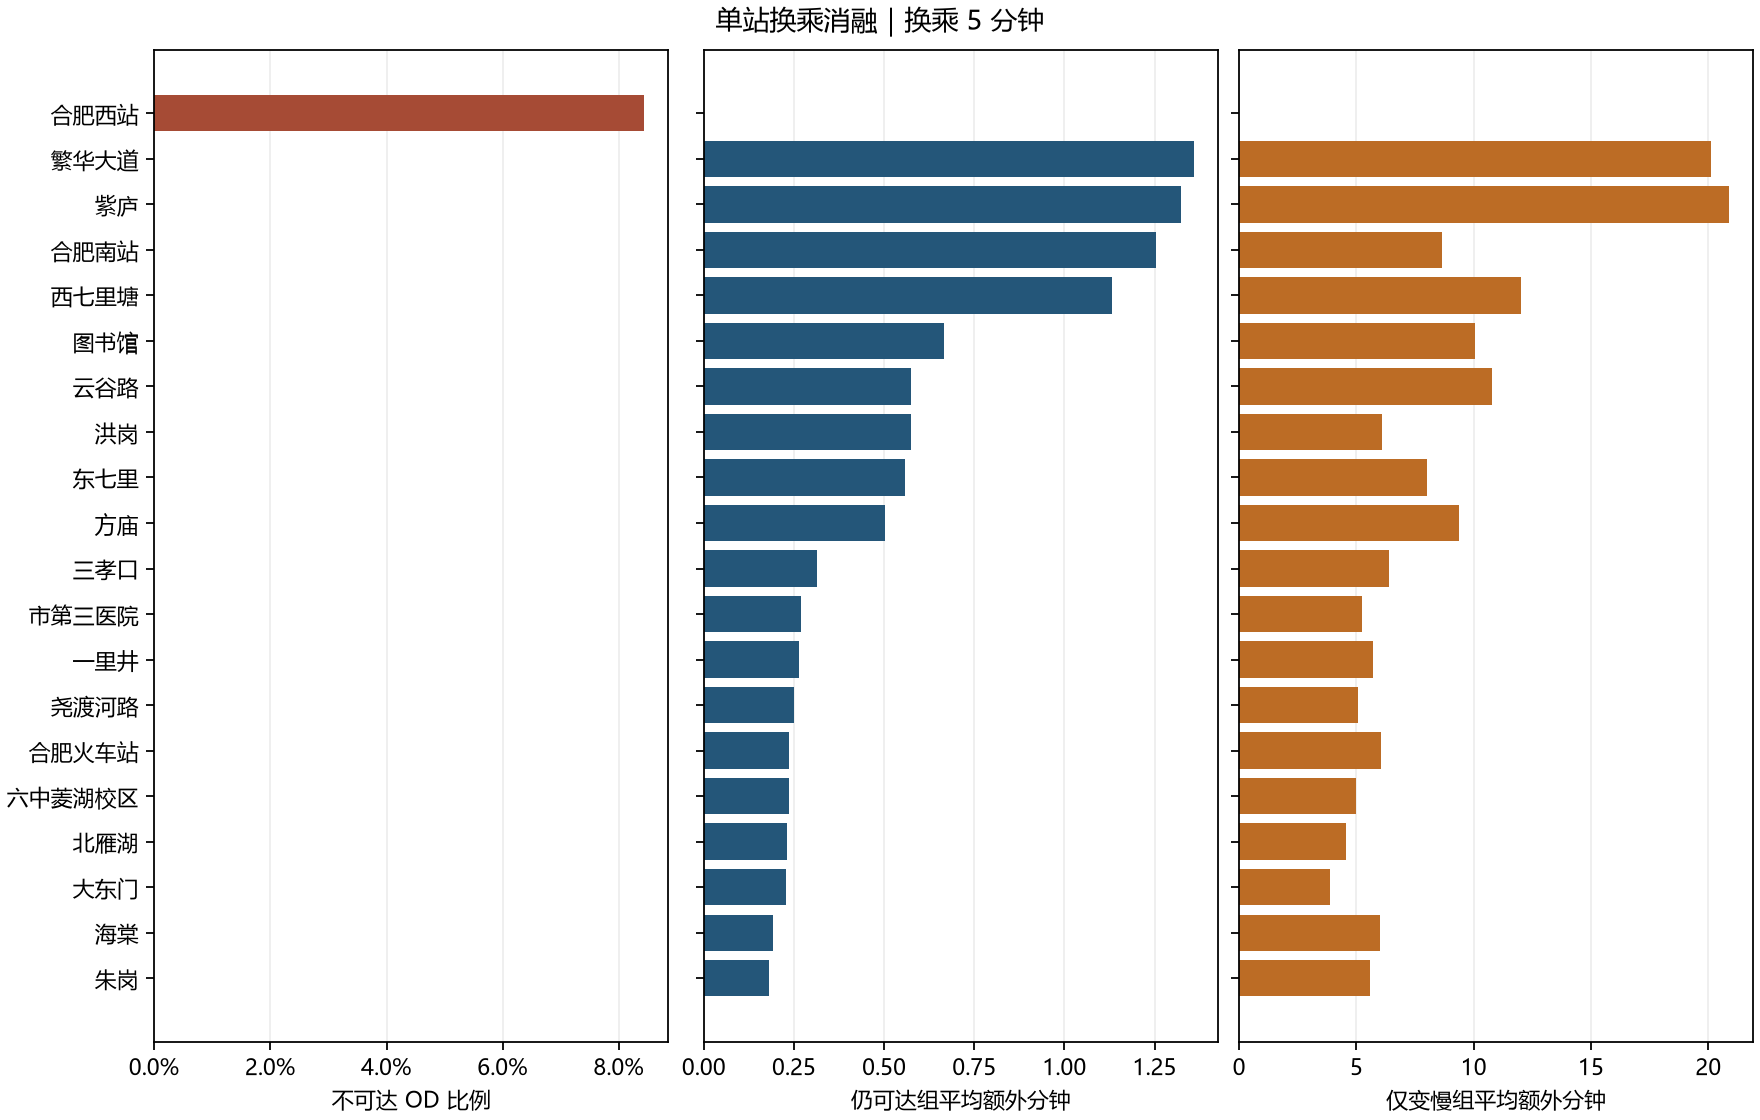 单站换乘消融｜换乘 5 分钟
合肥西站
繁华大道
紫庐
合肥南站
西七里塘
图书馆
云谷路
洪岗
东七里
方庙
三孝口
市第三医院
一里井
尧渡河路
合肥火车站
六中菱湖校区
北雁湖
大东门
海棠
朱岗
0.0% 2.0% 4.0% 6.0% 8.0%
不可达 OD 比例
0.00 0.25 0.50 0.75 1.00 1.25
仍可达组平均额外分钟
0 5 10 15 20
仅变慢组平均额外分钟